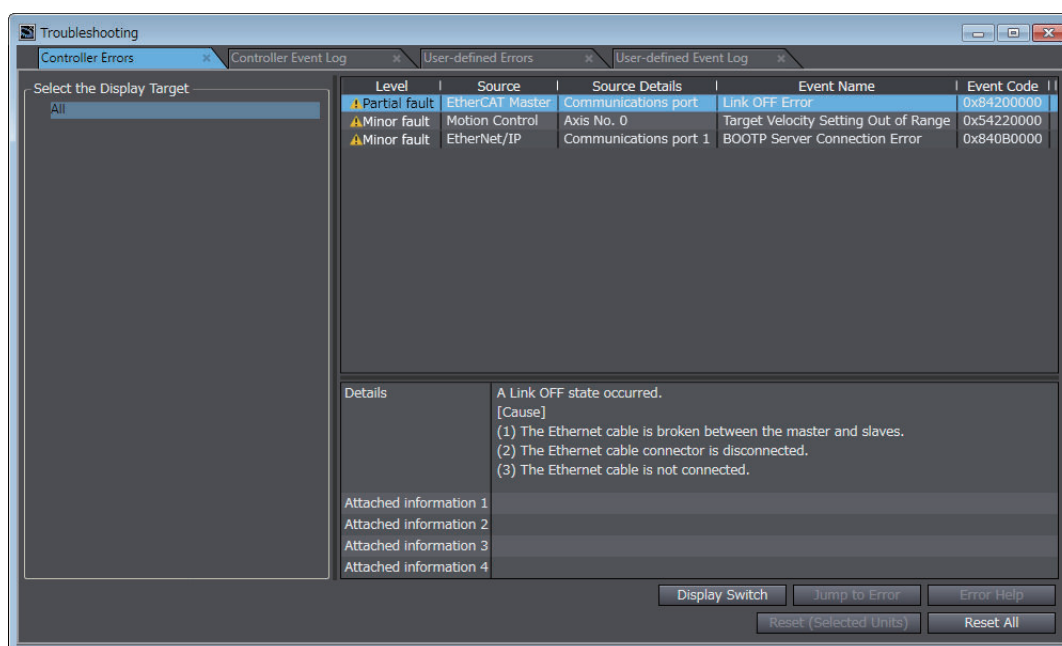 Troubleshooting
Controller Errors × Controller Event Log × User-defined Errors × User-defined Event Log ×
Select the Display Target
All
Level Source Source Details Event Name Event Code
Partial fault EtherCAT Master Communications port Link OFF Error 0x84200000
Minor fault Motion Control Axis No. 0 Target Velocity Setting Out of Range 0x54220000
Minor fault EtherNet/IP Communications port 1 BOOTP Server Connection Error 0x840B0000
Details A Link OFF state occurred.
[Cause]
(1) The Ethernet cable is broken between the master and slaves.
(2) The Ethernet cable connector is disconnected.
(3) The Ethernet cable is not connected.
Attached information 1
Attached information 2
Attached information 3
Attached information 4
Display Switch Jump to Error Error Help
Reset (Selected Units) Reset All